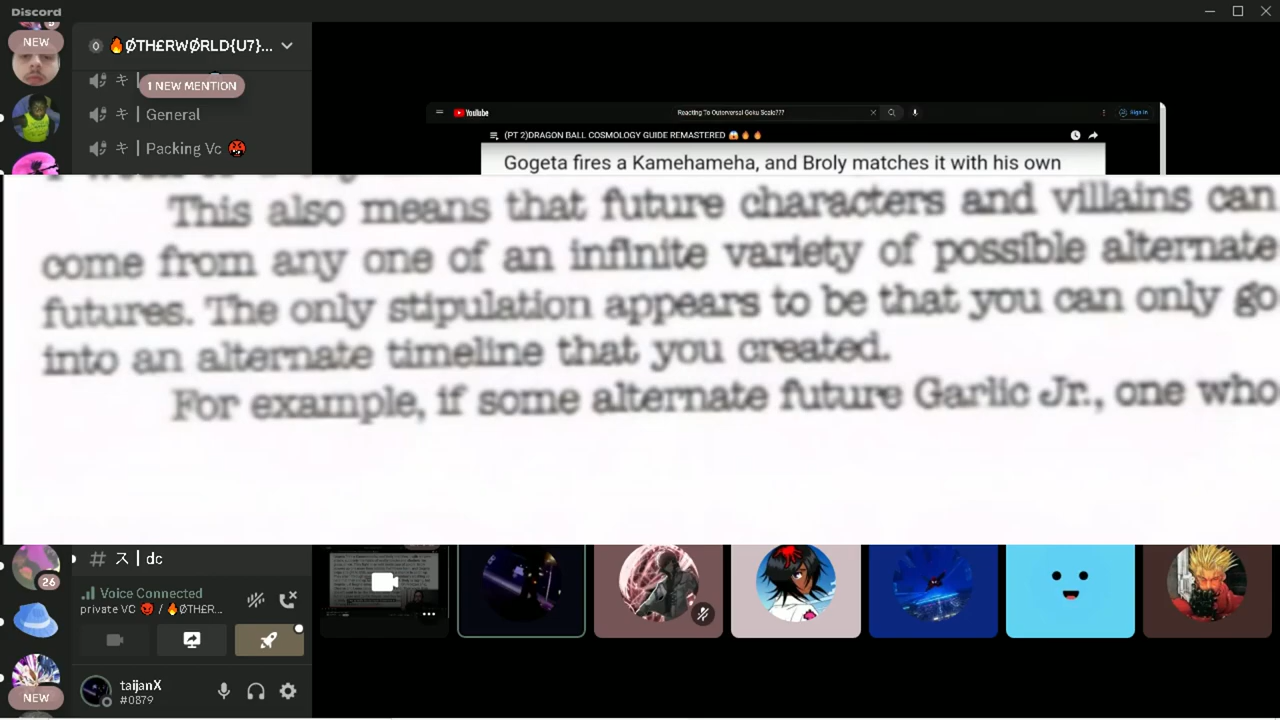 Discord
NEW
🔥ØTH£RWØRLD{U7}...
キ |
1 NEW MENTION
キ | General
キ | Packing Vc 👹
YouTube
Reacting To Outerversal Goku Scale???
Sign in
(PT 2)DRAGON BALL COSMOLOGY GUIDE REMASTERED 😱🔥🔥
Gogeta fires a Kamehameha, and Broly matches it with his own
This also means that future characters and villains can
come from any one of an infinite variety of possible alternate
futures. The only stipulation appears to be that you can only go
into an alternate timeline that you created.
For example, if some alternate future Garlic Jr., one who
# ス | dc
26
Voice Connected
private VC 👹 / 🔥ØTH£R...
taijanX
#0879
NEW